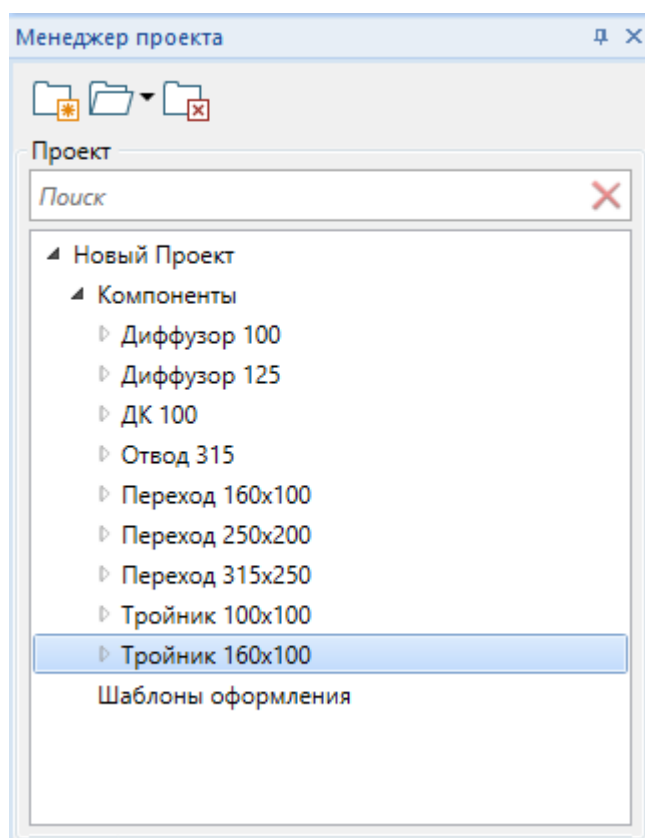 Менеджер проекта
Проект
Поиск
Новый Проект
Компоненты
Диффузор 100
Диффузор 125
ДК 100
Отвод 315
Переход 160x100
Переход 250x200
Переход 315x250
Тройник 100x100
Тройник 160x100
Шаблоны оформления